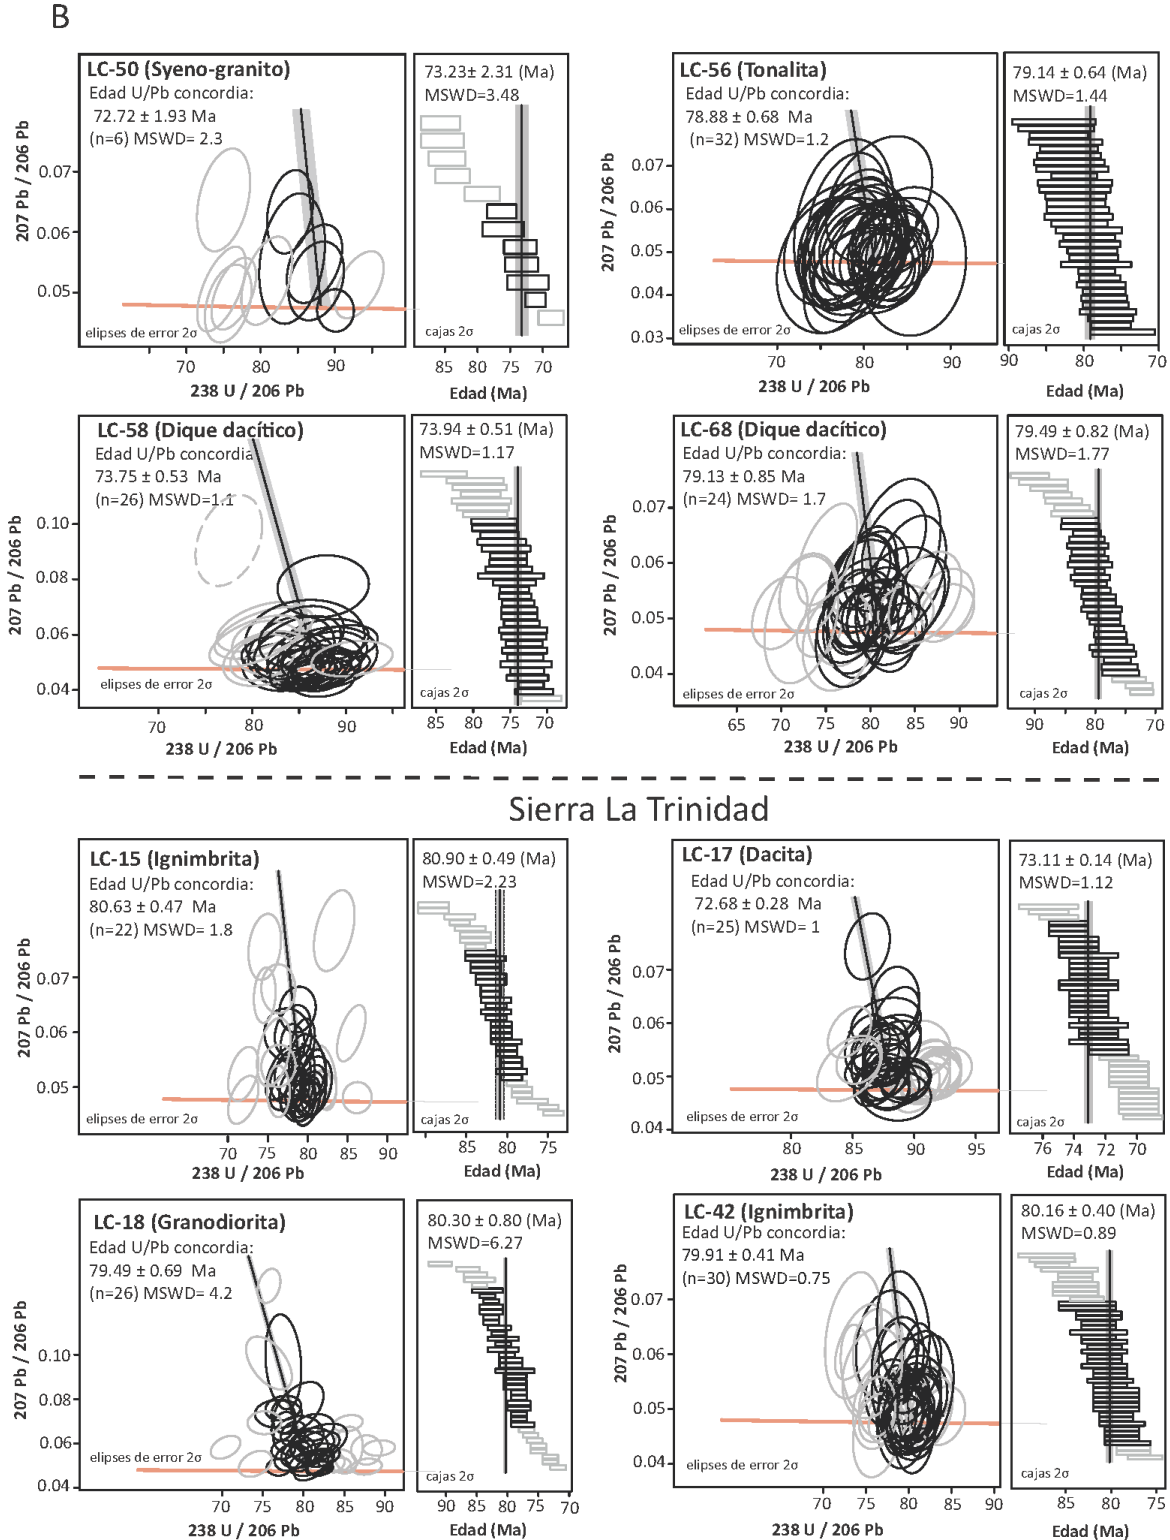 B
LC-50 (Syeno-granito)
Edad U/Pb concordia:
72.72 ± 1.93 Ma
(n=6) MSWD= 2.3
207 Pb / 206 Pb
0.07
0.06
0.05
elipses de error 2σ
70 80 90
238 U / 206 Pb
73.23± 2.31 (Ma)
MSWD=3.48
cajas 2σ
85 80 75 70
Edad (Ma)
LC-56 (Tonalita)
Edad U/Pb concordia:
78.88 ± 0.68 Ma
(n=32) MSWD=1.2
207 Pb / 206 Pb
0.07
0.06
0.05
0.04
0.03
elipses de error 2σ
70 80 90
238 U / 206 Pb
79.14 ± 0.64 (Ma)
MSWD=1.44
cajas 2σ
90 80 70
Edad (Ma)
LC-58 (Dique dacítico)
Edad U/Pb concordia
73.75 ± 0.53 Ma
(n=26) MSWD=1.1
207 Pb / 206 Pb
0.10
0.08
0.06
0.04
elipses de error 2σ
70 80 90
238 U / 206 Pb
73.94 ± 0.51 (Ma)
MSWD=1.17
cajas 2σ
85 80 75 70
Edad (Ma)
LC-68 (Dique dacítico)
Edad U/Pb concordia:
79.13 ± 0.85 Ma
(n=24) MSWD= 1.7
207 Pb / 206 Pb
0.07
0.06
0.05
0.04
elipses de error 2σ
65 70 75 80 85 90
238 U / 206 Pb
79.49 ± 0.82 (Ma)
MSWD=1.77
cajas 2σ
90 80 70
Edad (Ma)
Sierra La Trinidad
LC-15 (Ignimbrita)
Edad U/Pb concordia:
80.63 ± 0.47 Ma
(n=22) MSWD= 1.8
207 Pb / 206 Pb
0.07
0.06
0.05
elipses de error 2σ
70 75 80 85 90
238 U / 206 Pb
80.90 ± 0.49 (Ma)
MSWD=2.23
cajas 2σ
85 80 75
Edad (Ma)
LC-17 (Dacita)
Edad U/Pb concordia:
72.68 ± 0.28 Ma
(n=25) MSWD= 1
207 Pb / 206 Pb
0.07
0.06
0.05
0.04
elipses de error 2σ
80 85 90 95
238 U / 206 Pb
73.11 ± 0.14 (Ma)
MSWD=1.12
cajas 2σ
76 74 72 70
Edad (Ma)
LC-18 (Granodiorita)
Edad U/Pb concordia:
79.49 ± 0.69 Ma
(n=26) MSWD= 4.2
207 Pb / 206 Pb
0.10
0.08
0.06
0.04
elipses de error 2σ
70 75 80 85 90
238 U / 206 Pb
80.30 ± 0.80 (Ma)
MSWD=6.27
cajas 2σ
90 85 80 75 70
Edad (Ma)
LC-42 (Ignimbrita)
Edad U/Pb concordia:
79.91 ± 0.41 Ma
(n=30) MSWD=0.75
207 Pb / 206 Pb
0.07
0.06
0.05
0.04
elipses de error 2σ
70 75 80 85 90
238 U / 206 Pb
80.16 ± 0.40 (Ma)
MSWD=0.89
cajas 2σ
85 80 75
Edad (Ma)